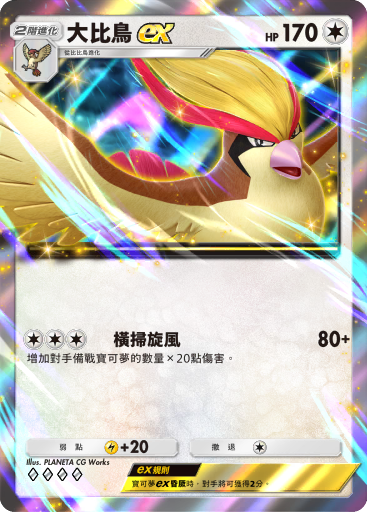 2階進化 大比鳥ex HP 170
從比比鳥進化
橫掃旋風 80+
增加對手備戰寶可夢的數量×20點傷害。
弱點 +20 撤退
Illus. PLANETA CG Works
ex規則
寶可夢ex昏厥時,對手將可獲得2分。